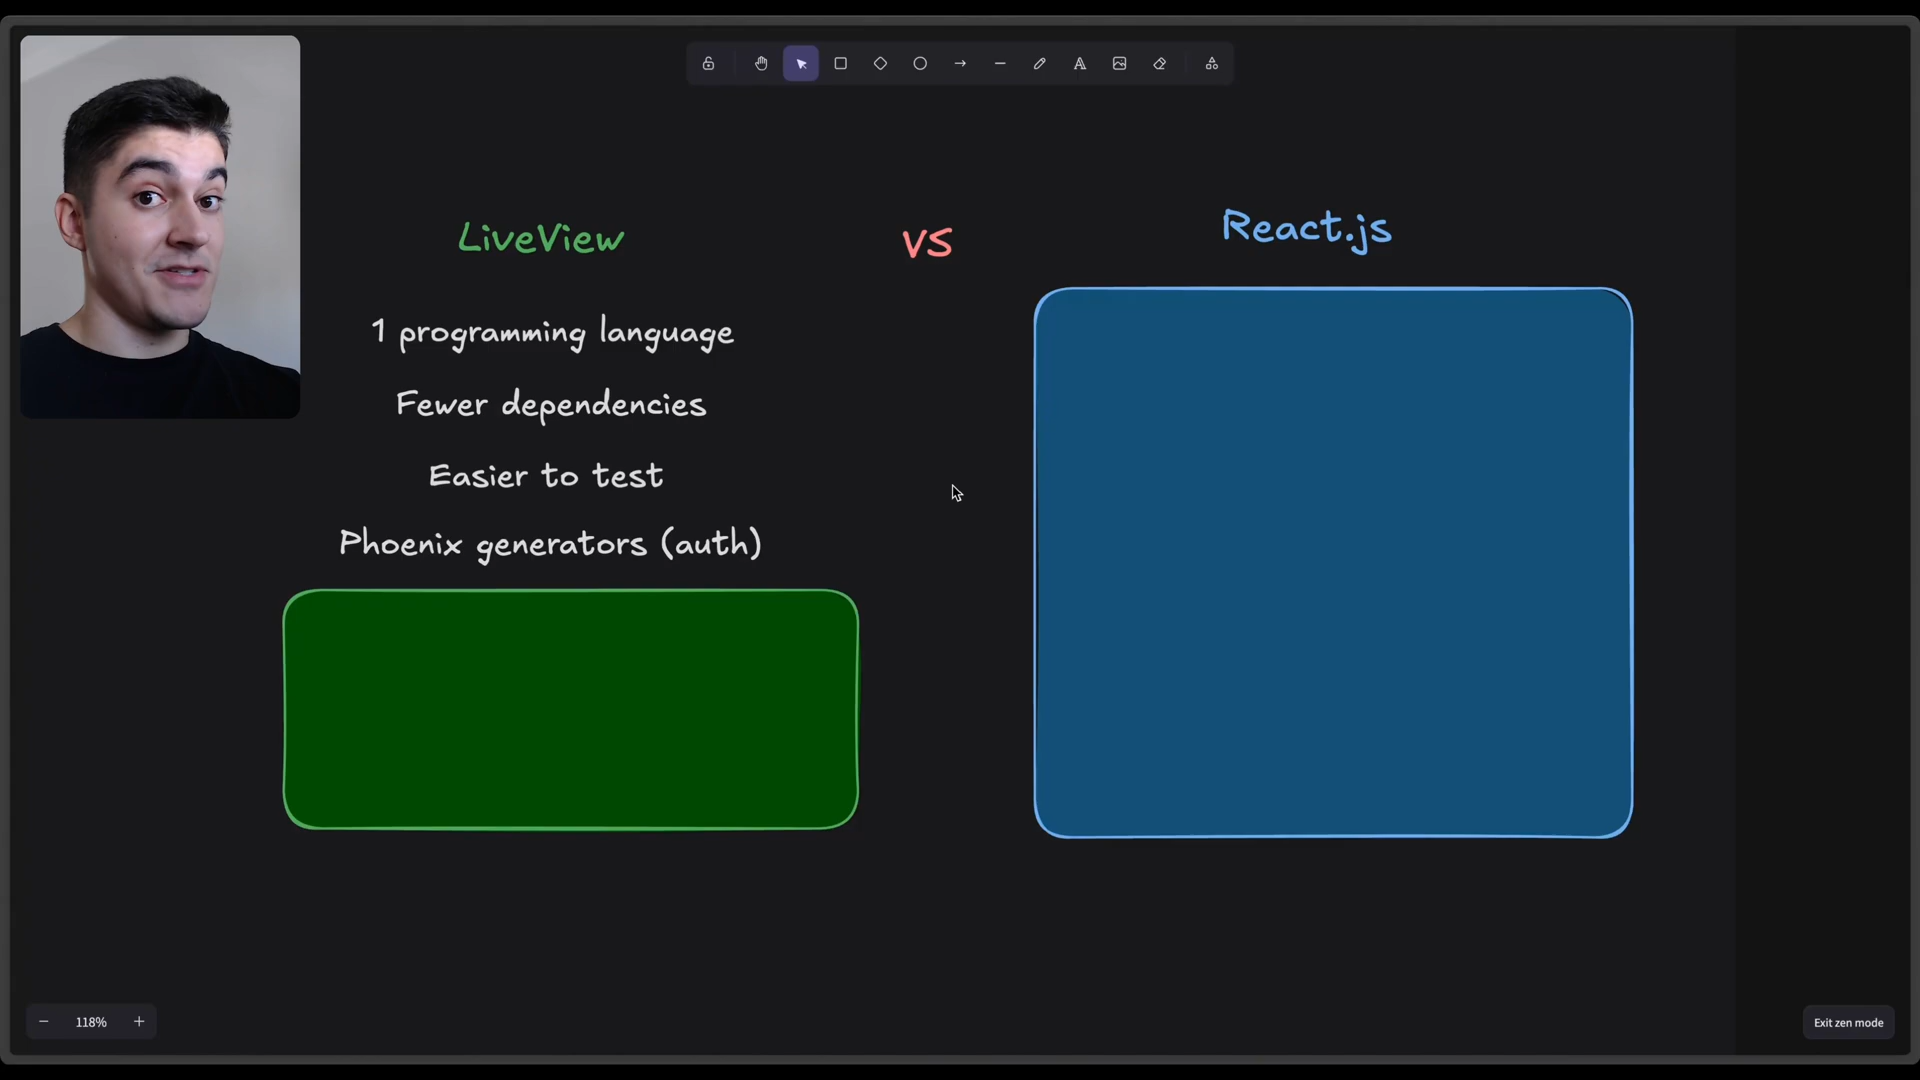 LiveView
vs
React.js
1 programming language
Fewer dependencies
Easier to test
Phoenix generators (auth)
118%
Exit zen mode